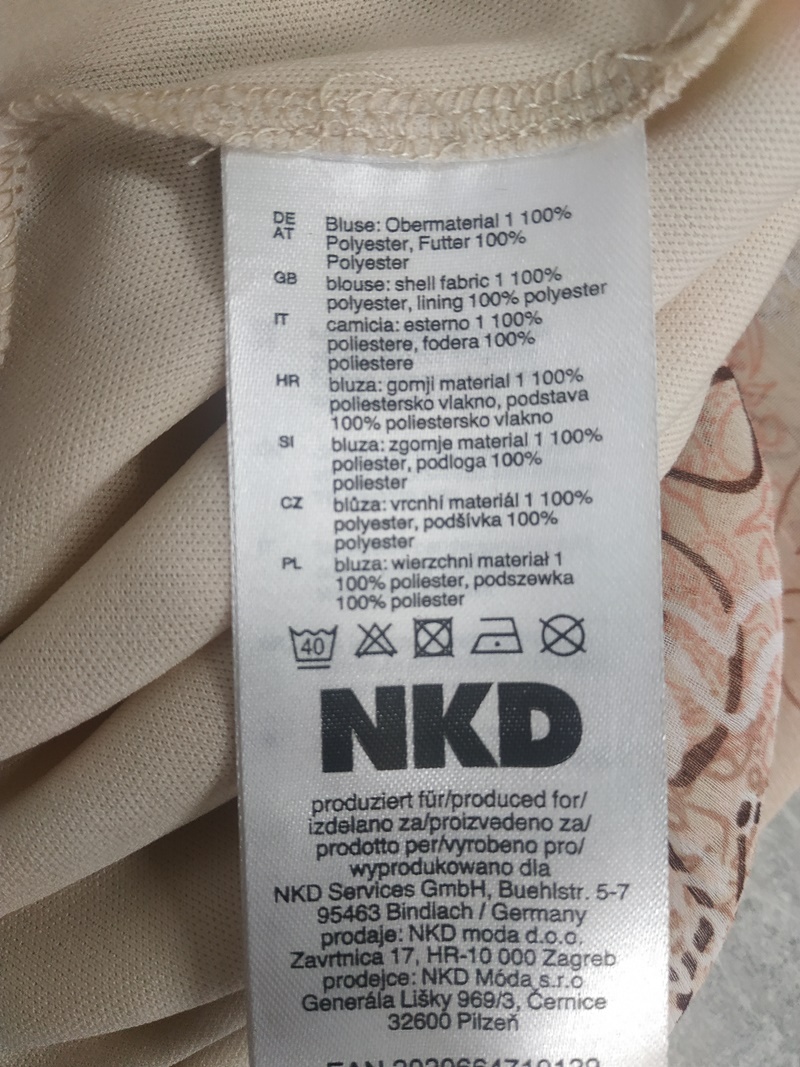 DE AT Bluse: Obermaterial 1 100%
Polyester, Futter 100%
Polyester
GB blouse: shell fabric 1 100%
polyester, lining 100% polyester
IT camicia: esterno 1 100%
poliestere, fodera 100%
poliestere
HR bluza: gornji material 1 100%
poliestersko vlakno, podstava
100% poliestersko vlakno
SI bluza: zgornje material 1 100%
poliester, podloga 100%
poliester
CZ blůza: vrcnhí materiál 1 100%
polyester, podšívka 100%
polyester
PL bluza: wierzchni materiał 1
100% poliester, podszewka
100% poliester
40
NKD
produziert für/produced for/
izdelano za/proizvedeno za/
prodotto per/vyrobeno pro/
wyprodukowano dla
NKD Services GmbH, Buehlstr. 5-7
95463 Bindlach / Germany
prodaje: NKD moda d.o.o.
Zavrtnica 17, HR-10 000 Zagreb
prodejce: NKD Móda s.r.o
Generála Lišky 969/3, Černice
32600 Pilzeň
EAN